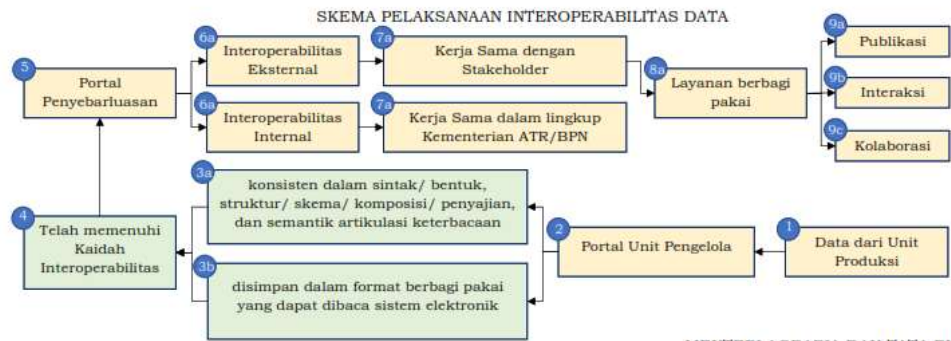 SKEMA PELAKSANAAN INTEROPERABILITAS DATA
5
Portal
Penyebarluasan
6a
Interoperabilitas
Eksternal
7a
Kerja Sama dengan
Stakeholder
8a
Layanan berbagi
pakai
9a
Publikasi
9b
Interaksi
9c
Kolaborasi
6a
Interoperabilitas
Internal
7a
Kerja Sama dalam lingkup
Kementerian ATR/BPN
3a
konsisten dalam sintak/ bentuk,
struktur/ skema/ komposisi/ penyajian,
dan semantik artikulasi keterbacaan
4
Telah memenuhi
Kaidah
Interoperabilitas
3b
disimpan dalam format berbagi pakai
yang dapat dibaca sistem elektronik
2
Portal Unit Pengelola
1
Data dari Unit
Produksi